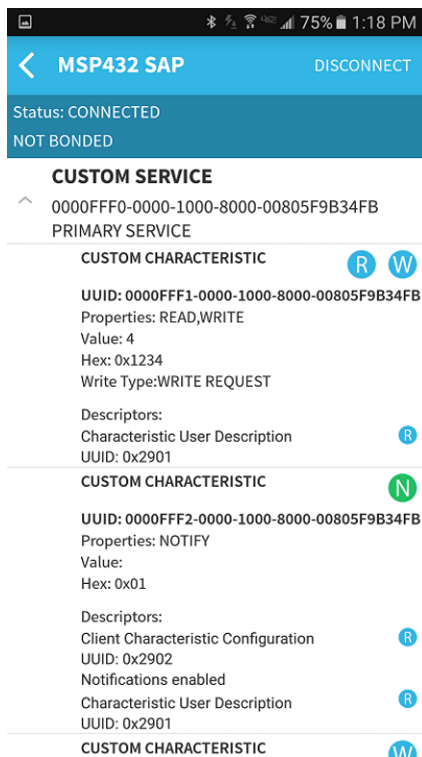 75% 1:18 PM
MSP432 SAP DISCONNECT
Status: CONNECTED
NOT BONDED
CUSTOM SERVICE
0000FFF0-0000-1000-8000-00805F9B34FB
PRIMARY SERVICE
CUSTOM CHARACTERISTIC R W
UUID: 0000FFF1-0000-1000-8000-00805F9B34FB
Properties: READ,WRITE
Value: 4
Hex: 0x1234
Write Type:WRITE REQUEST
Descriptors:
Characteristic User Description R
UUID: 0x2901
CUSTOM CHARACTERISTIC N
UUID: 0000FFF2-0000-1000-8000-00805F9B34FB
Properties: NOTIFY
Value:
Hex: 0x01
Descriptors:
Client Characteristic Configuration R
UUID: 0x2902
Notifications enabled
Characteristic User Description R
UUID: 0x2901
CUSTOM CHARACTERISTIC W